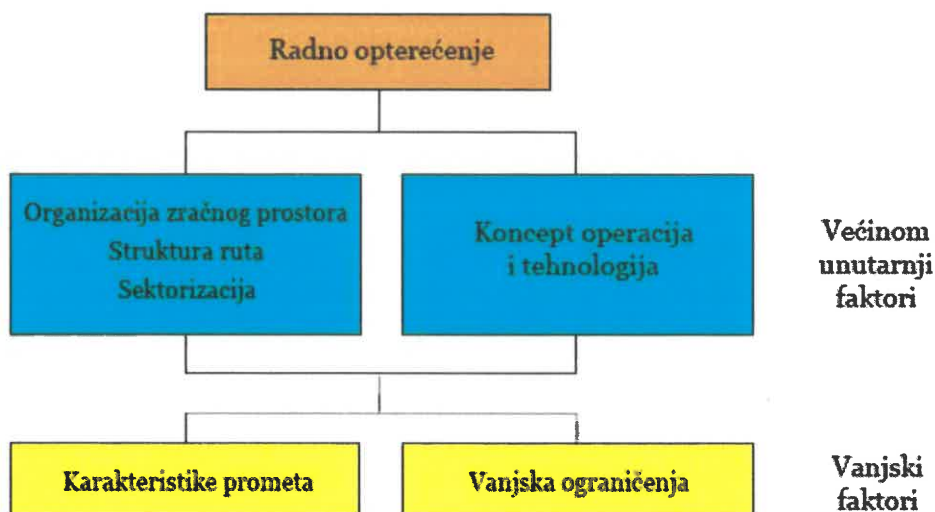 Radno opterećenje
Organizacija zračnog prostora
Struktura ruta
Sektorizacija
Koncept operacija
i tehnologija
Većinom
unutarnji
faktori
Karakteristike prometa
Vanjska ograničenja
Vanjski
faktori